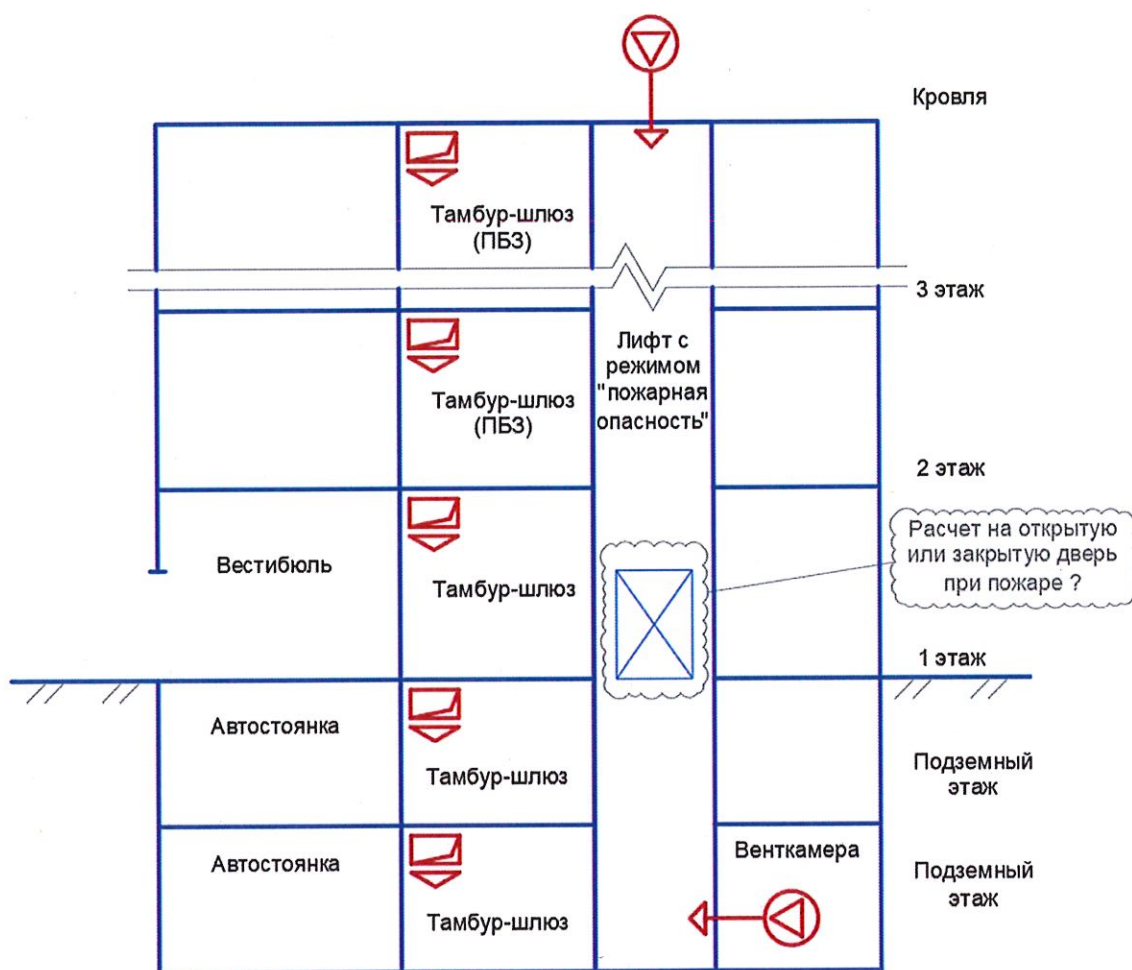 Кровля
Тамбур-шлюз
(ПБЗ)
3 этаж
Лифт с
режимом
"пожарная
опасность"
Тамбур-шлюз
(ПБЗ)
2 этаж
Расчет на открытую
или закрытую дверь
при пожаре ?
Вестибюль
Тамбур-шлюз
1 этаж
Автостоянка
Тамбур-шлюз
Подземный
этаж
Автостоянка
Венткамера
Тамбур-шлюз
Подземный
этаж